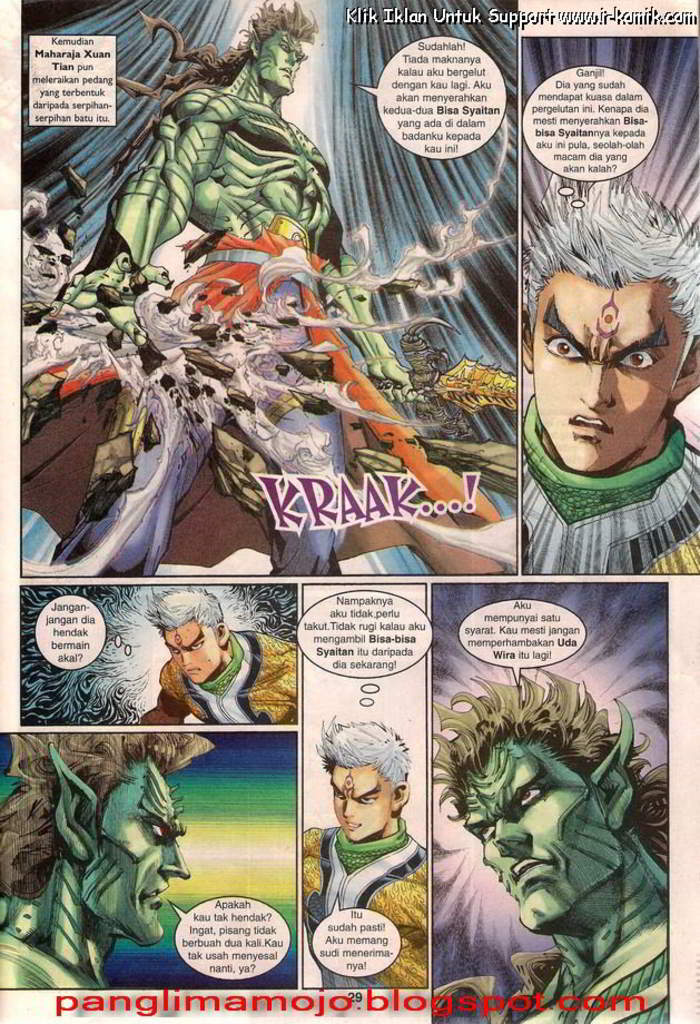 Klik Iklan Untuk Support www.ir-komik.com
Kemudian
Maharaja Xuan
Tian pun
meleraikan pedang
yang terbentuk
daripada serpihan-
serpihan batu itu.
Sudahlah!
Tiada maknanya
kalau aku bergelut
dengan kau lagi. Aku
akan menyerahkan
kedua-dua Bisa Syaitan
yang ada di dalam
badanku kepada
kau ini!
Ganjil!
Dia yang sudah
mendapat kuasa dalam
pergelutan ini. Kenapa dia
mesti menyerahkan Bisa-
bisa Syaitannya kepada
aku ini pula, seolah-olah
macam dia yang
akan kalah?
KRAAK....!
Jangan-
jangan dia
hendak
bermain
akal?
Nampaknya
aku tidak perlu
takut.Tidak rugi kalau aku
mengambil Bisa-bisa
Syaitan itu daripada
dia sekarang!
Aku
mempunyai satu
syarat. Kau mesti jangan
memperhambakan Uda
Wira itu lagi!
Apakah
kau tak hendak?
Ingat, pisang tidak
berbuah dua kali.Kau
tak usah menyesal
nanti, ya?
Itu
sudah pasti!
Aku memang
sudi menerima-
nya!
29
panglimamojo.blogspot.com